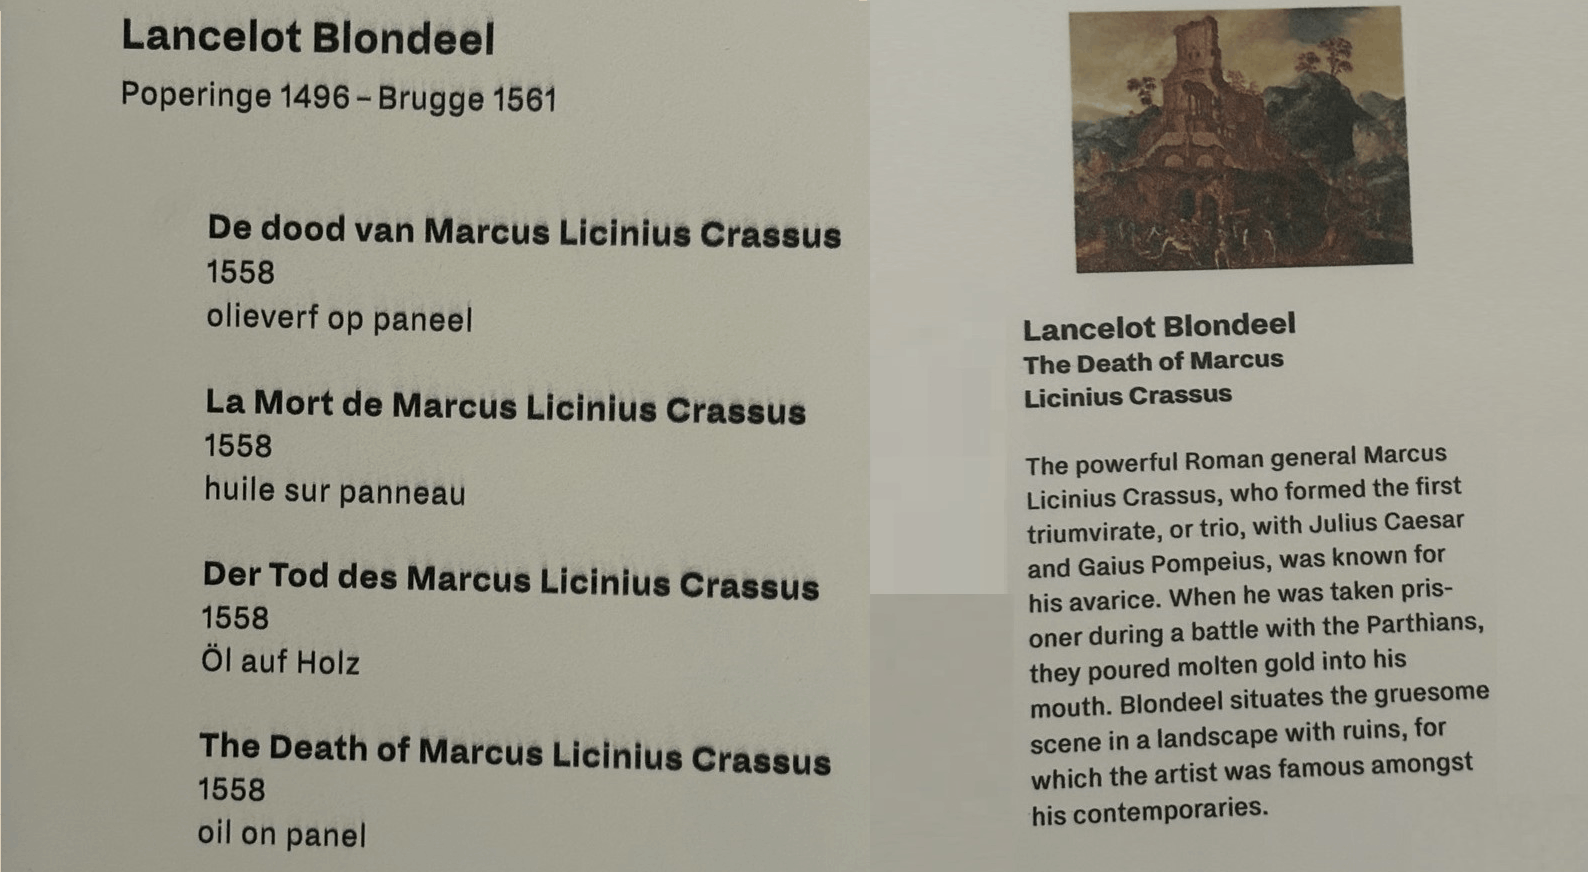 Lancelot Blondeel
Poperinge 1496 – Brugge 1561
De dood van Marcus Licinius Crassus
1558
olieverf op paneel
La Mort de Marcus Licinius Crassus
1558
huile sur panneau
Der Tod des Marcus Licinius Crassus
1558
Öl auf Holz
The Death of Marcus Licinius Crassus
1558
oil on panel
Lancelot Blondeel
The Death of Marcus
Licinius Crassus
The powerful Roman general Marcus
Licinius Crassus, who formed the first
triumvirate, or trio, with Julius Caesar
and Gaius Pompeius, was known for
his avarice. When he was taken pris-
oner during a battle with the Parthians,
they poured molten gold into his
mouth. Blondeel situates the gruesome
scene in a landscape with ruins, for
which the artist was famous amongst
his contemporaries.